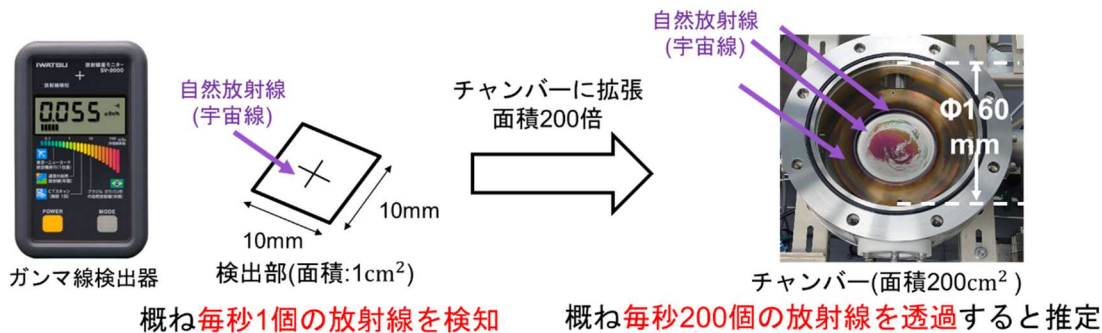 IWATSU
放射線量モニター
SV-2000
放射線検知
0.055
POWER
MODE
ガンマ線検出器
自然放射線
(宇宙線)
10mm
10mm
検出部(面積:1cm²)
概ね毎秒1個の放射線を検知
チャンバーに拡張
面積200倍
自然放射線
(宇宙線)
Φ160
mm
チャンバー(面積200cm²)
概ね毎秒200個の放射線を透過すると推定